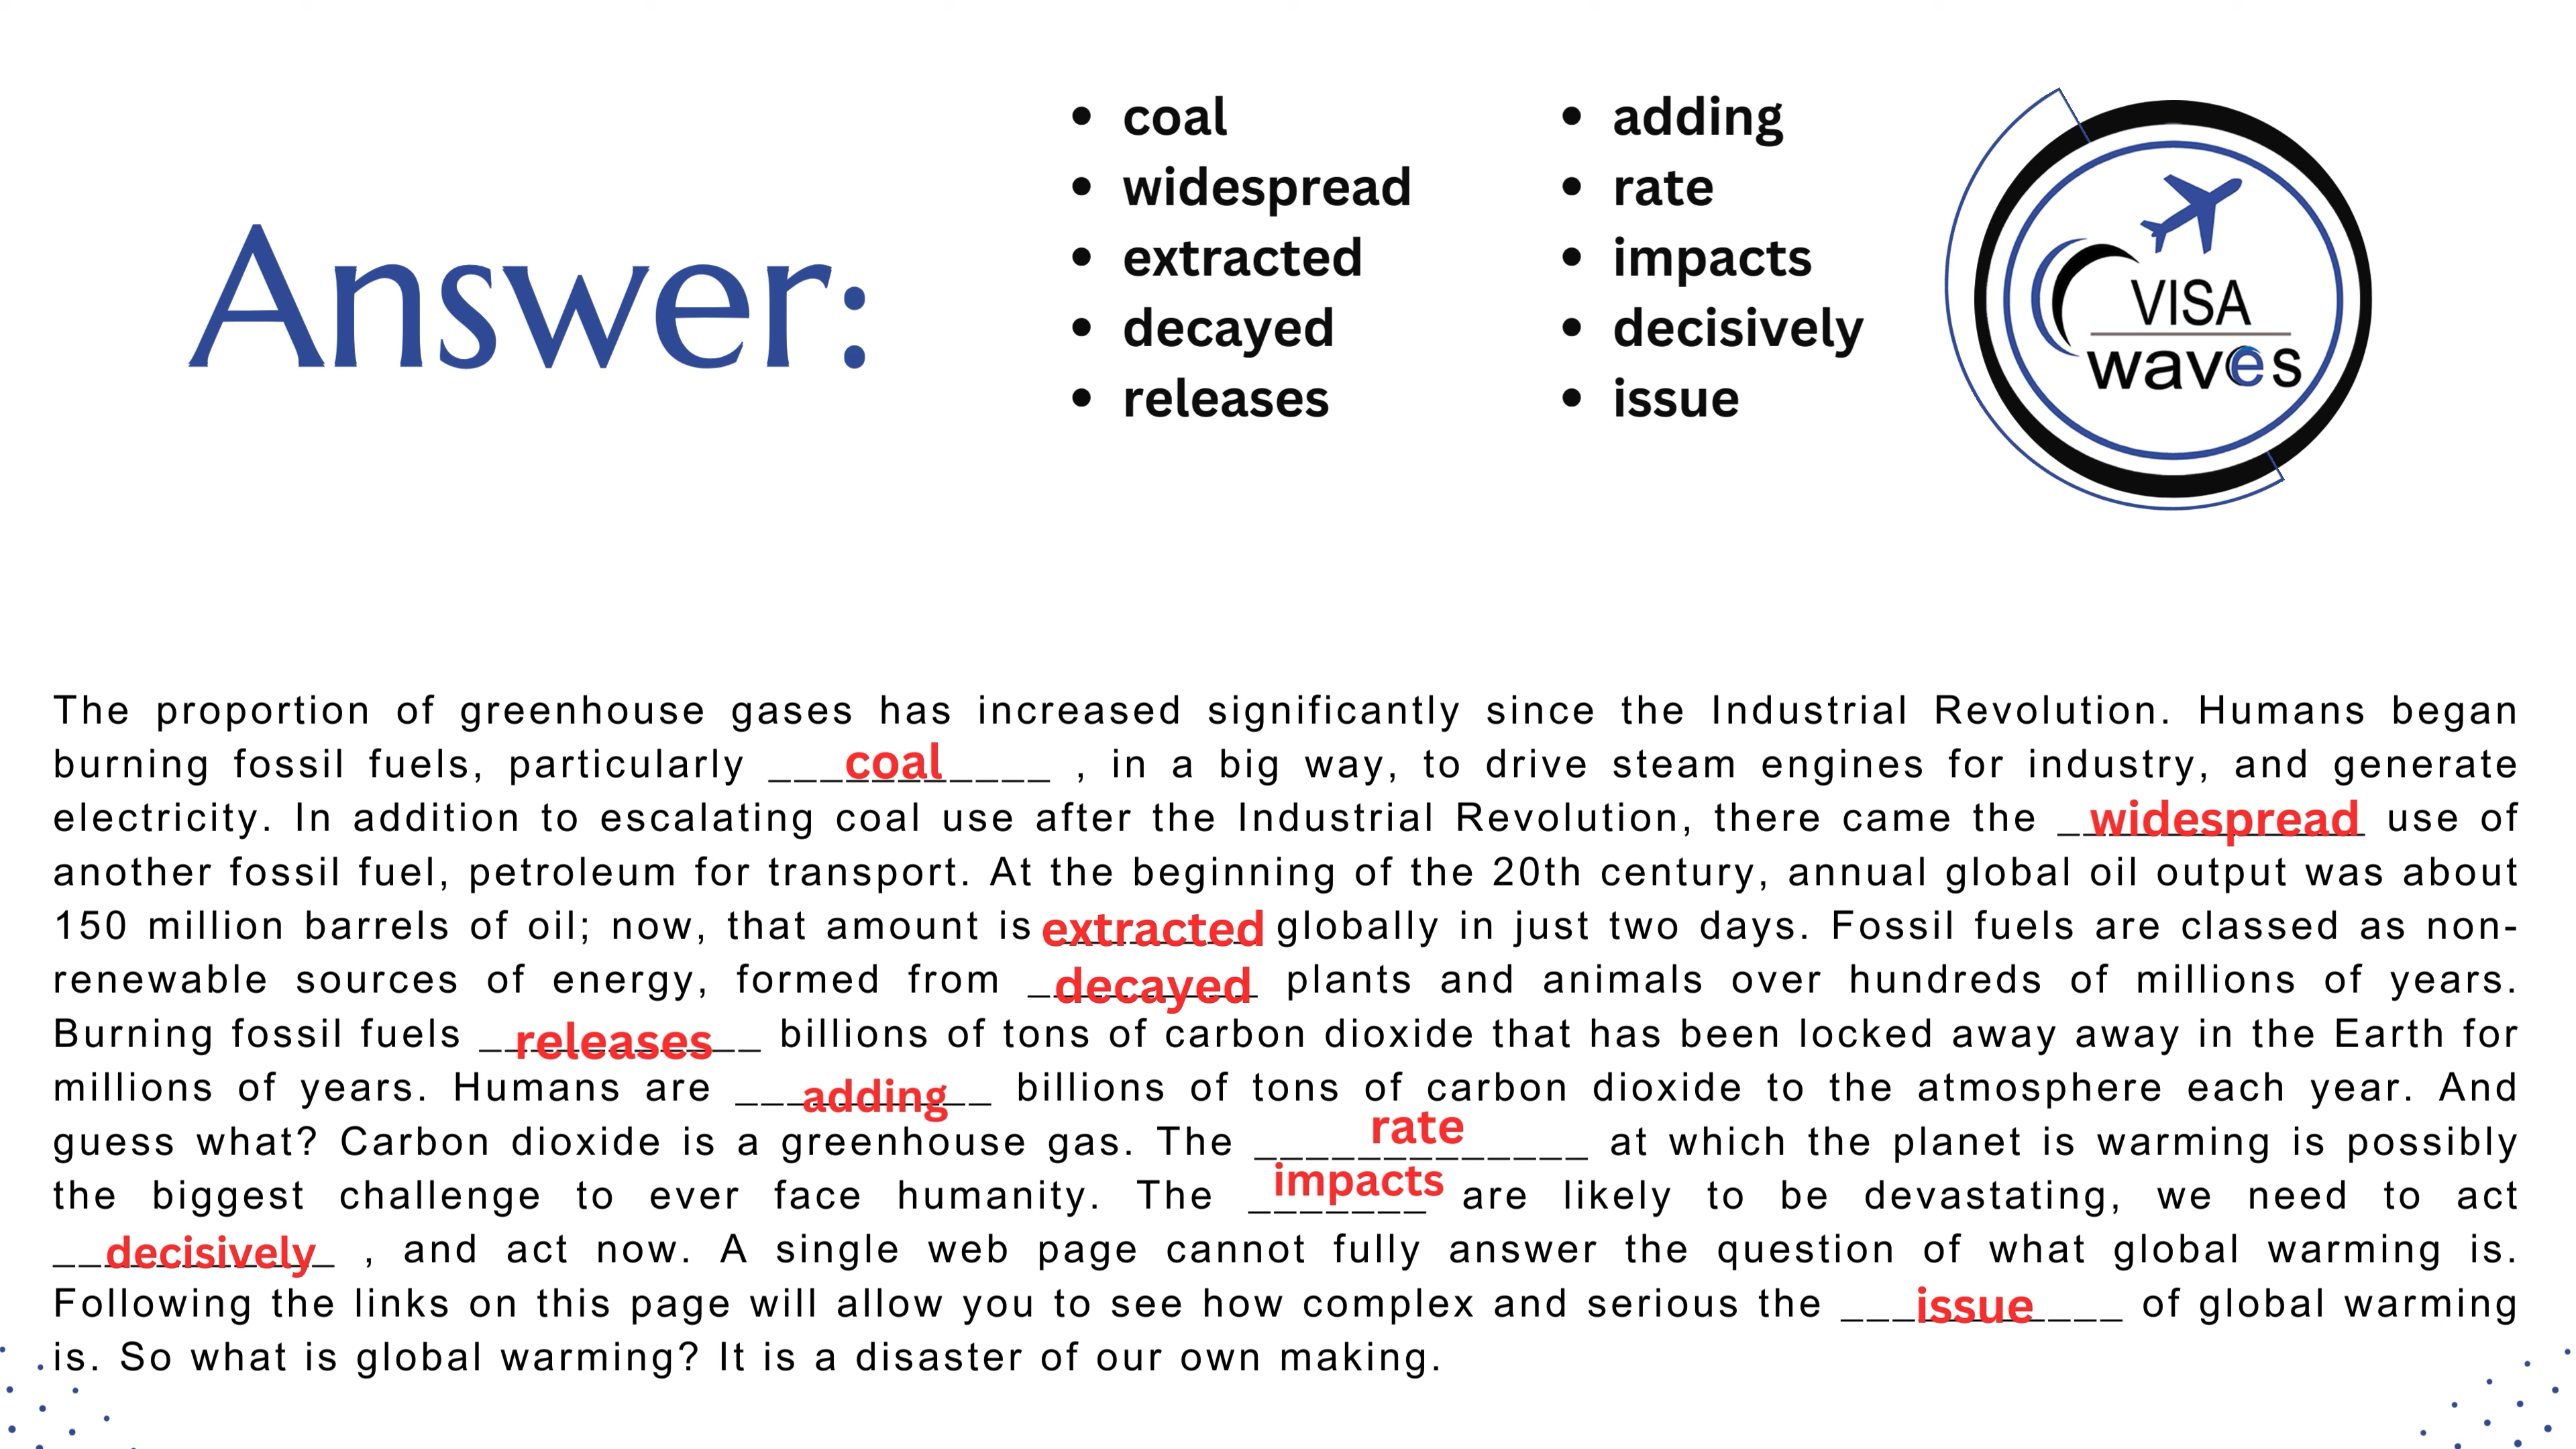 Answer:
• coal
• widespread
• extracted
• decayed
• releases
• adding
• rate
• impacts
• decisively
• issue
VISA
waves
The proportion of greenhouse gases has increased significantly since the Industrial Revolution. Humans began
burning fossil fuels, particularly ___coal____ , in a big way, to drive steam engines for industry, and generate
electricity. In addition to escalating coal use after the Industrial Revolution, there came the _widespread use of
another fossil fuel, petroleum for transport. At the beginning of the 20th century, annual global oil output was about
150 million barrels of oil; now, that amount is extracted globally in just two days. Fossil fuels are classed as non-
renewable sources of energy, formed from _decayed plants and animals over hundreds of millions of years.
Burning fossil fuels _releases__ billions of tons of carbon dioxide that has been locked away away in the Earth for
millions of years. Humans are __adding__ billions of tons of carbon dioxide to the atmosphere each year. And
guess what? Carbon dioxide is a greenhouse gas. The rate at which the planet is warming is possibly
the biggest challenge to ever face humanity. The impacts are likely to be devastating, we need to act
__decisively_ , and act now. A single web page cannot fully answer the question of what global warming is.
Following the links on this page will allow you to see how complex and serious the ___issue___ of global warming
is. So what is global warming? It is a disaster of our own making.